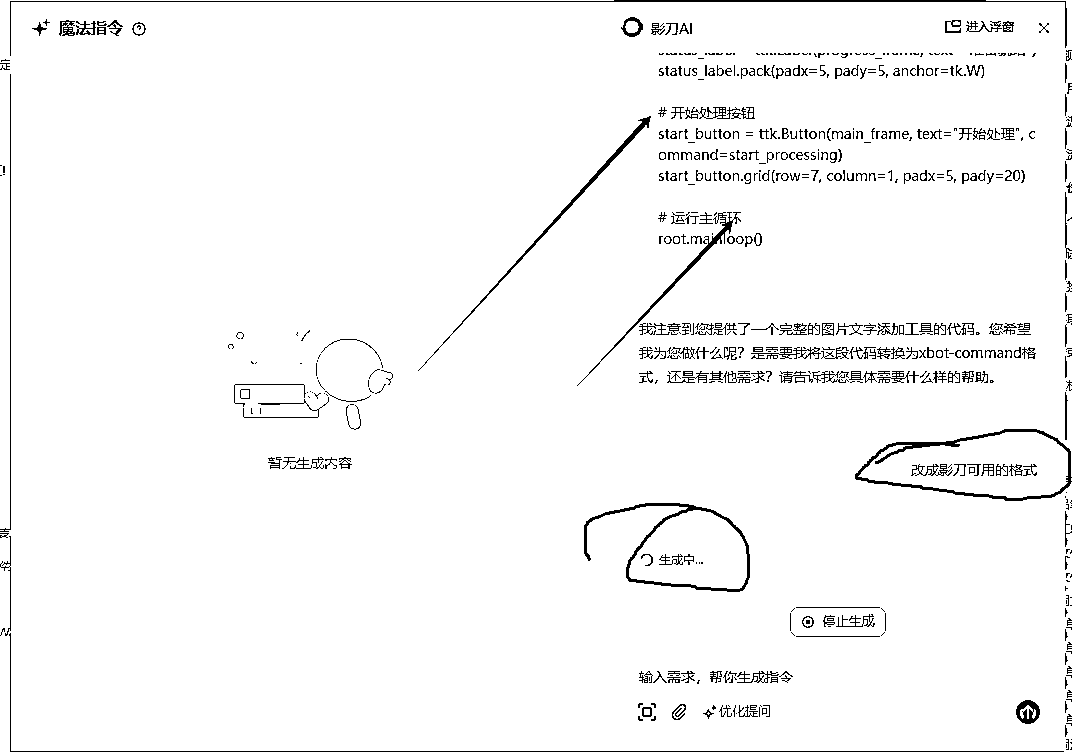 魔法指令
影刀AI
进入浮窗
status_label.pack(padx=5, pady=5, anchor=tk.W)
# 开始处理按钮
start_button = ttk.Button(main_frame, text="开始处理", c
ommand=start_processing)
start_button.grid(row=7, column=1, padx=5, pady=20)
# 运行主循环
root.mainloop()
我注意到您提供了一个完整的图片文字添加工具的代码。您希望
我为您做什么呢？是需要我将这段代码转换为xbot-command格
式，还是有其他需求？请告诉我您具体需要什么样的帮助。
暂无生成内容
改成影刀可用的格式
生成中...
停止生成
输入需求，帮你生成指令
优化提问